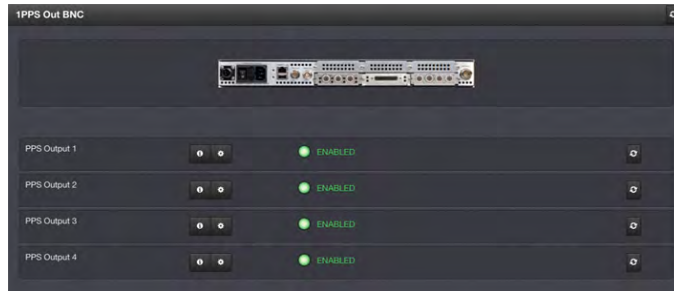 1PPS Out BNC
PPS Output 1 ENABLED
PPS Output 2 ENABLED
PPS Output 3 ENABLED
PPS Output 4 ENABLED